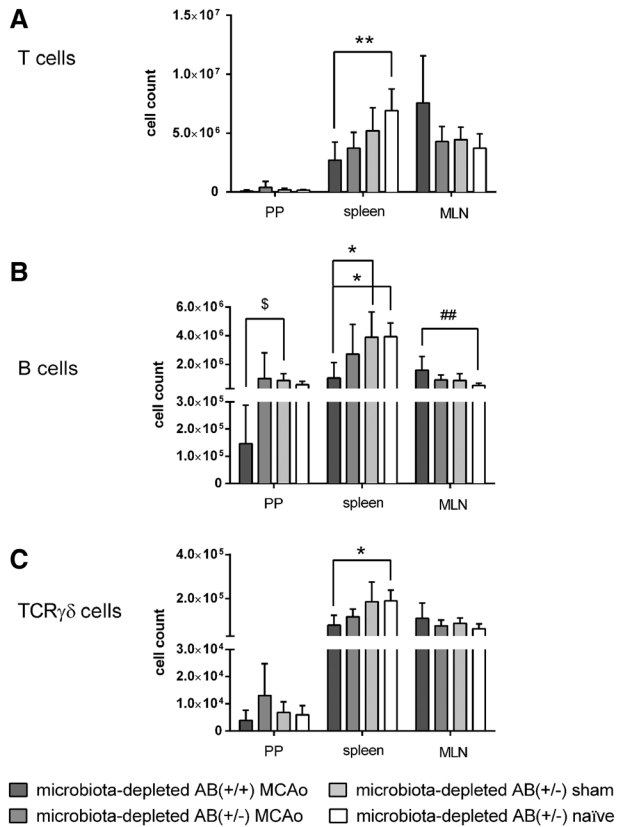 A
T cells
cell count
1.5×10⁷
1.0×10⁷
5.0×10⁶
0
**
PP spleen MLN
B
B cells
cell count
6.0×10⁶
4.0×10⁶
2.0×10⁶
3.0×10⁵
2.0×10⁵
1.0×10⁵
0
$
*
*
##
PP spleen MLN
C
TCRγδ cells
cell count
4.0×10⁵
2.0×10⁵
3.0×10⁴
2.0×10⁴
1.0×10⁴
0
*
PP spleen MLN
microbiota-depleted AB(+/+) MCAo
microbiota-depleted AB(+/-) MCAo
microbiota-depleted AB(+/-) sham
microbiota-depleted AB(+/-) naïve